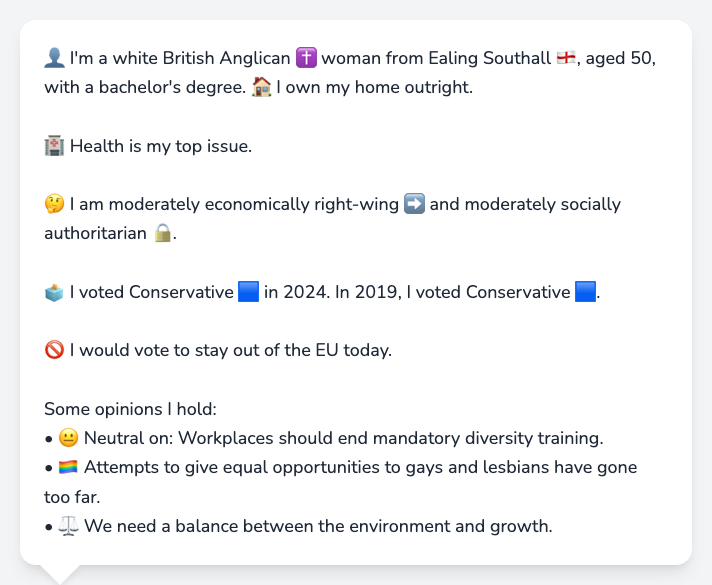 👤 I'm a white British Anglican ✝️ woman from Ealing Southall 🏴󠁧󠁢󠁥󠁮󠁧󠁿, aged 50,
with a bachelor's degree. 🏠 I own my home outright.
🏥 Health is my top issue.
🤔 I am moderately economically right-wing ➡️ and moderately socially
authoritarian 🔒.
🗳️ I voted Conservative 🟦 in 2024. In 2019, I voted Conservative 🟦.
🚫 I would vote to stay out of the EU today.
Some opinions I hold:
• 😐 Neutral on: Workplaces should end mandatory diversity training.
• 🏳️‍🌈 Attempts to give equal opportunities to gays and lesbians have gone
too far.
• ⚖️ We need a balance between the environment and growth.